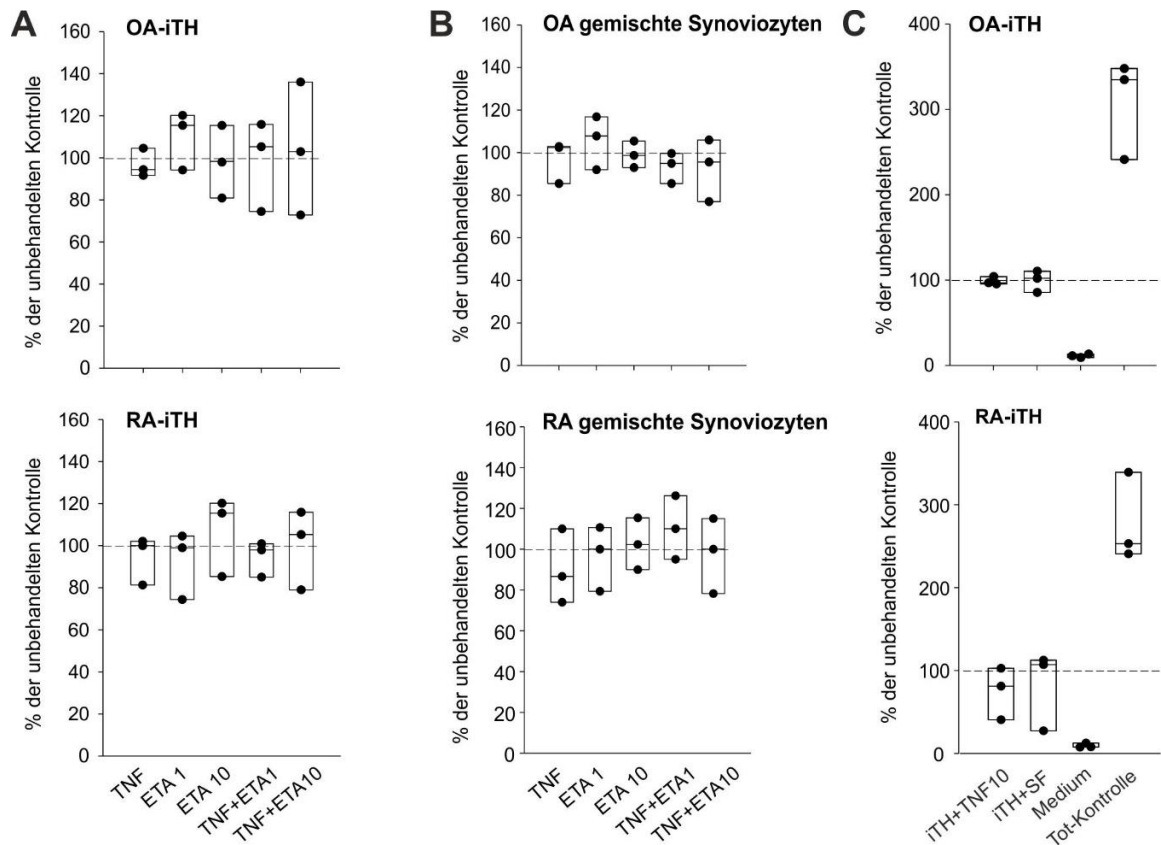 A
OA-iTH
% der unbehandelten Kontrolle
160
140
120
100
80
60
40
20
0
B
OA gemischte Synoviozyten
% der unbehandelten Kontrolle
160
140
120
100
80
60
40
20
0
C
OA-iTH
% der unbehandelten Kontrolle
400
300
200
100
0
RA-iTH
% der unbehandelten Kontrolle
160
140
120
100
80
60
40
20
0
TNF
ETA 1
ETA 10
TNF+ETA1
TNF+ETA10
RA gemischte Synoviozyten
% der unbehandelten Kontrolle
160
140
120
100
80
60
40
20
0
TNF
ETA 1
ETA 10
TNF+ETA1
TNF+ETA10
RA-iTH
% der unbehandelten Kontrolle
400
300
200
100
0
iTH+TNF10
iTH+SF
Medium
Tot-Kontrolle